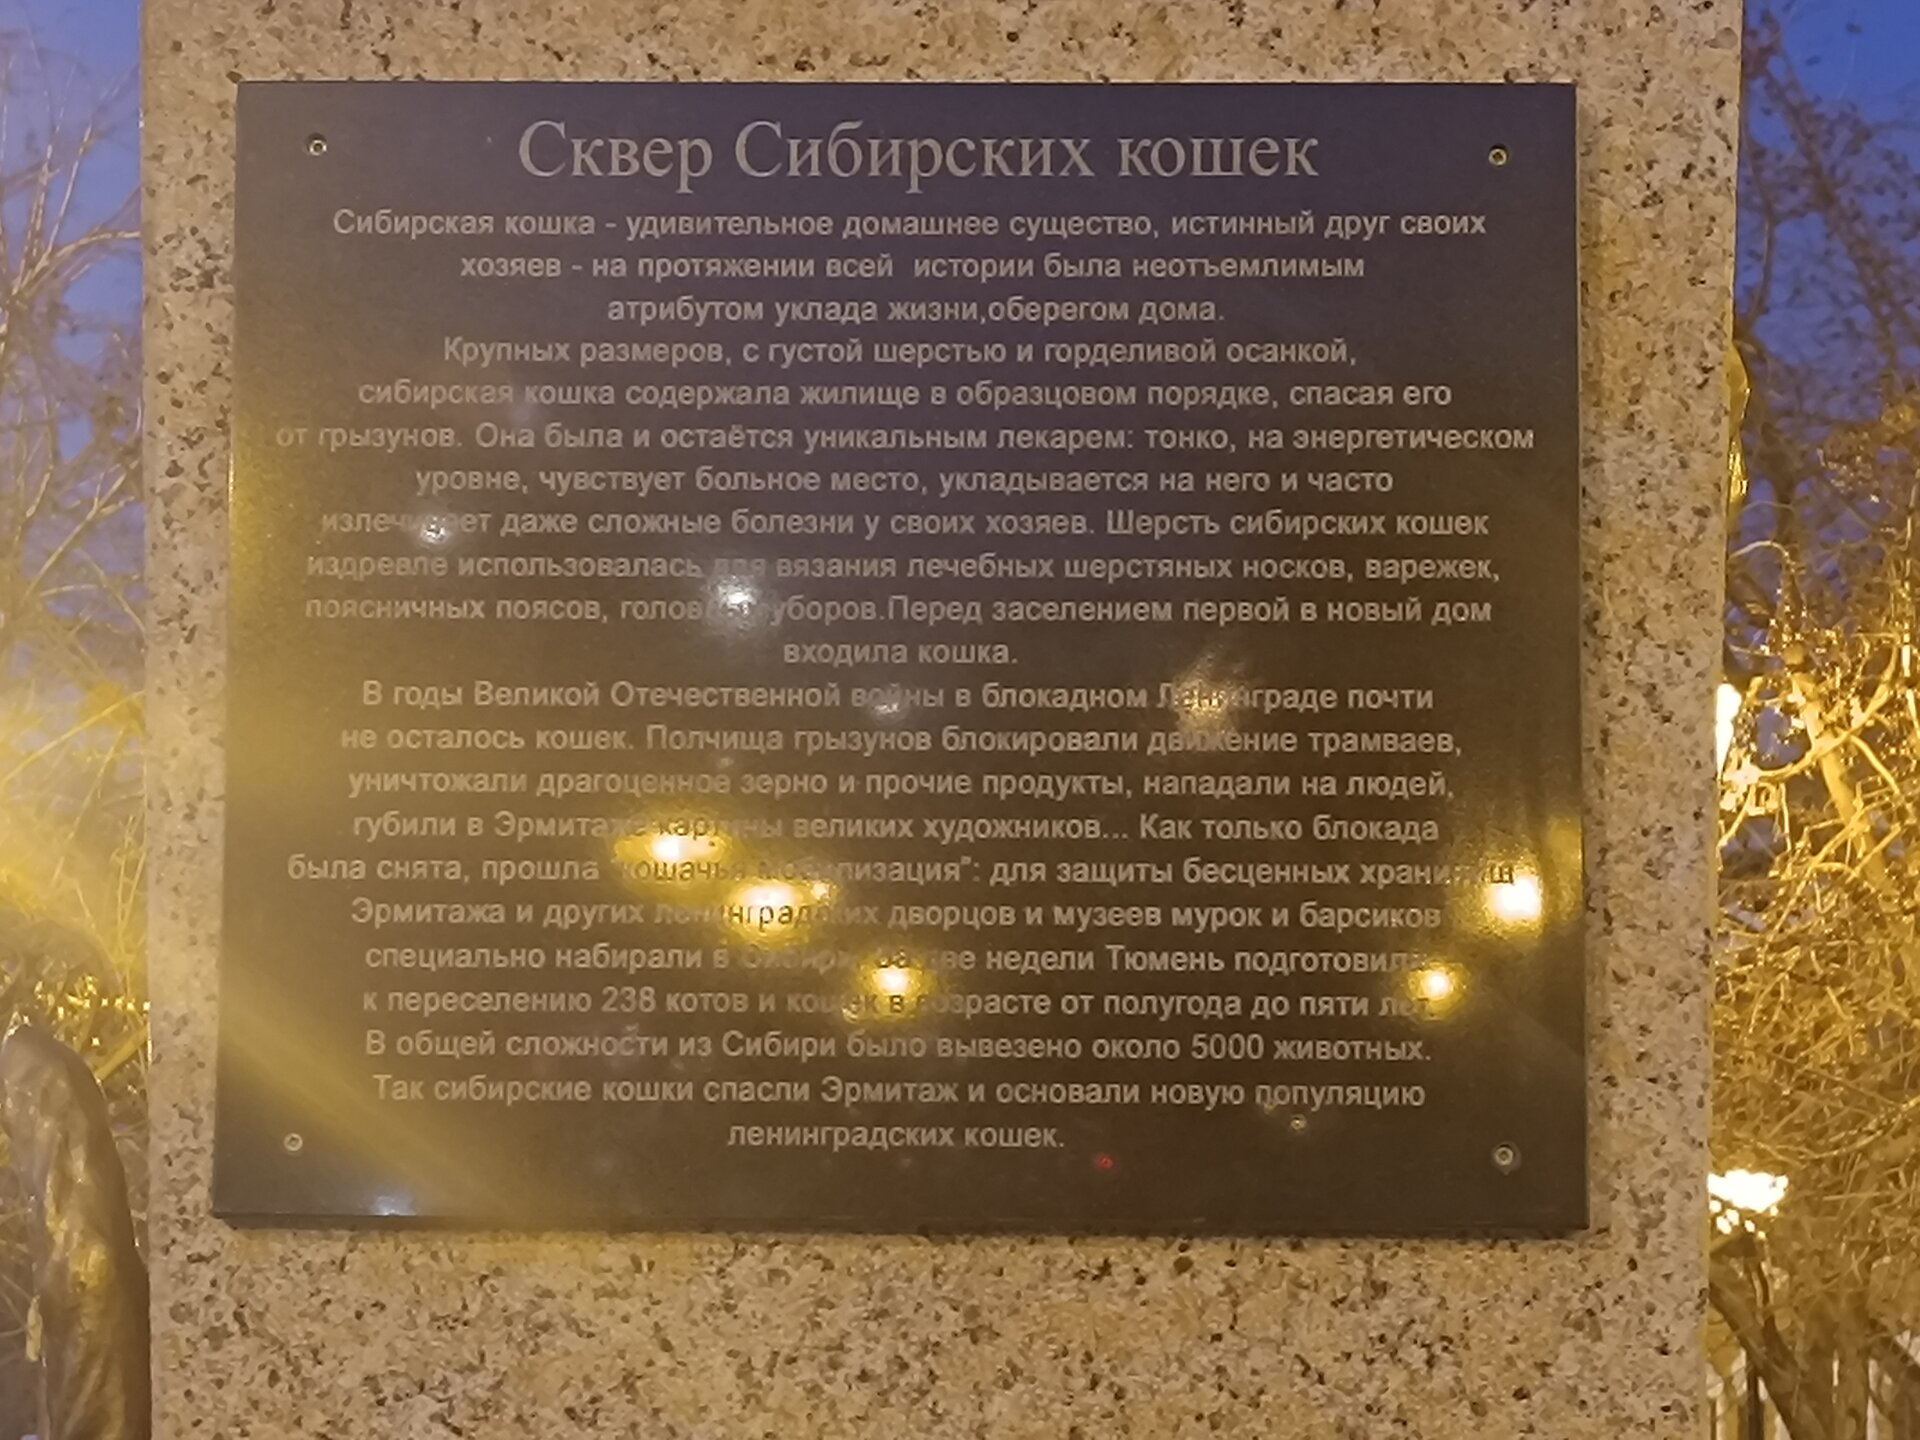 Сквер Сибирских кошек
Сибирская кошка - удивительное домашнее существо, истинный друг своих
хозяев - на протяжении всей истории была неотъемлимым
атрибутом уклада жизни,оберегом дома.
Крупных размеров, с густой шерстью и горделивой осанкой,
сибирская кошка содержала жилище в образцовом порядке, спасая его
от грызунов. Она была и остаётся уникальным лекарем: тонко, на энергетическом
уровне, чувствует больное место, укладывается на него и часто
излечивает даже сложные болезни у своих хозяев. Шерсть сибирских кошек
издревле использовалась для вязания лечебных шерстяных носков, варежек,
поясничных поясов, головных уборов.Перед заселением первой в новый дом
входила кошка.
В годы Великой Отечественной войны в блокадном Ленинграде почти
не осталось кошек. Полчища грызунов блокировали движение трамваев,
уничтожали драгоценное зерно и прочие продукты, нападали на людей,
губили в Эрмитаже картины великих художников... Как только блокада
была снята, прошла "кошачья мобилизация": для защиты бесценных хранилищ
Эрмитажа и других ленинградских дворцов и музеев мурок и барсиков
специально набирали в Сибири. За две недели Тюмень подготовила
к переселению 238 котов и кошек в возрасте от полугода до пяти лет.
В общей сложности из Сибири было вывезено около 5000 животных.
Так сибирские кошки спасли Эрмитаж и основали новую популяцию
ленинградских кошек.